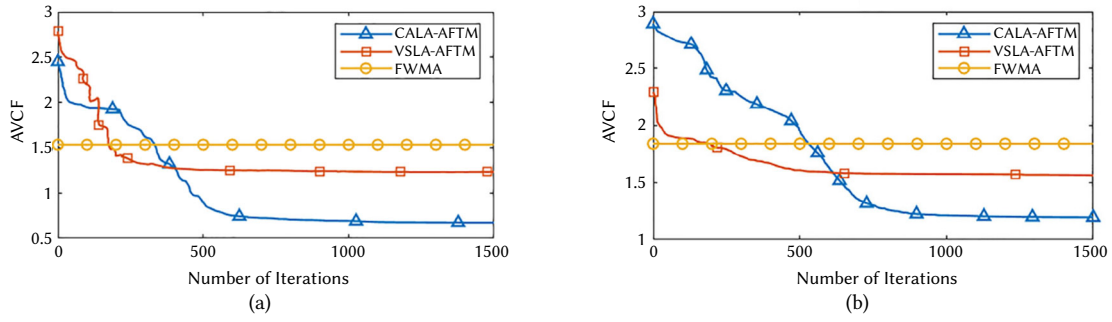 3
2.5
2
1.5
1
0.5
AVCF
0
500
1000
1500
Number of Iterations
CALA-AFTM
VSLA-AFTM
FWMA
(a)
3
2.5
2
1.5
1
AVCF
0
500
1000
1500
Number of Iterations
CALA-AFTM
VSLA-AFTM
FWMA
(b)